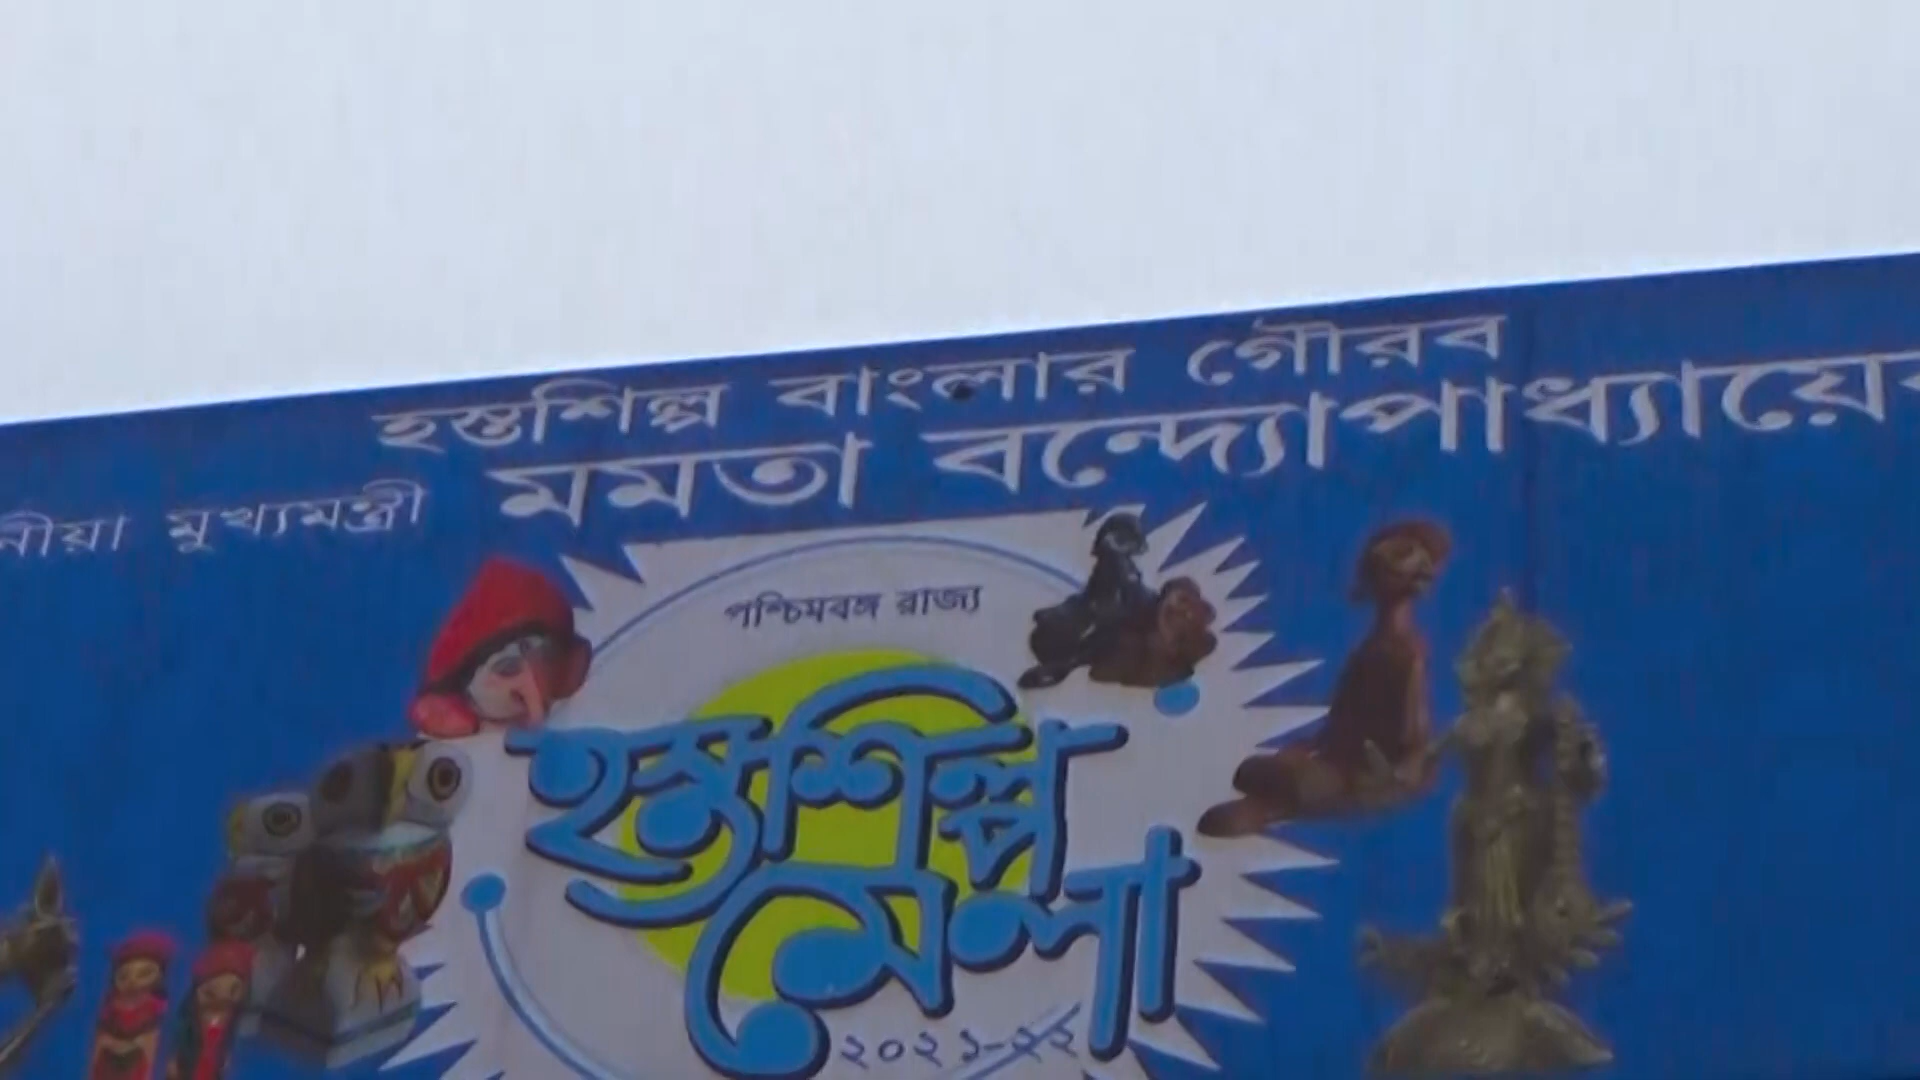 হস্তশিল্প বাংলার গৌরব
মুখ্যমন্ত্রী মমতা বন্দ্যোপাধ্যায়ের
পশ্চিমবঙ্গ রাজ্য
হস্তশিল্প
মেলা
২০২১-২২